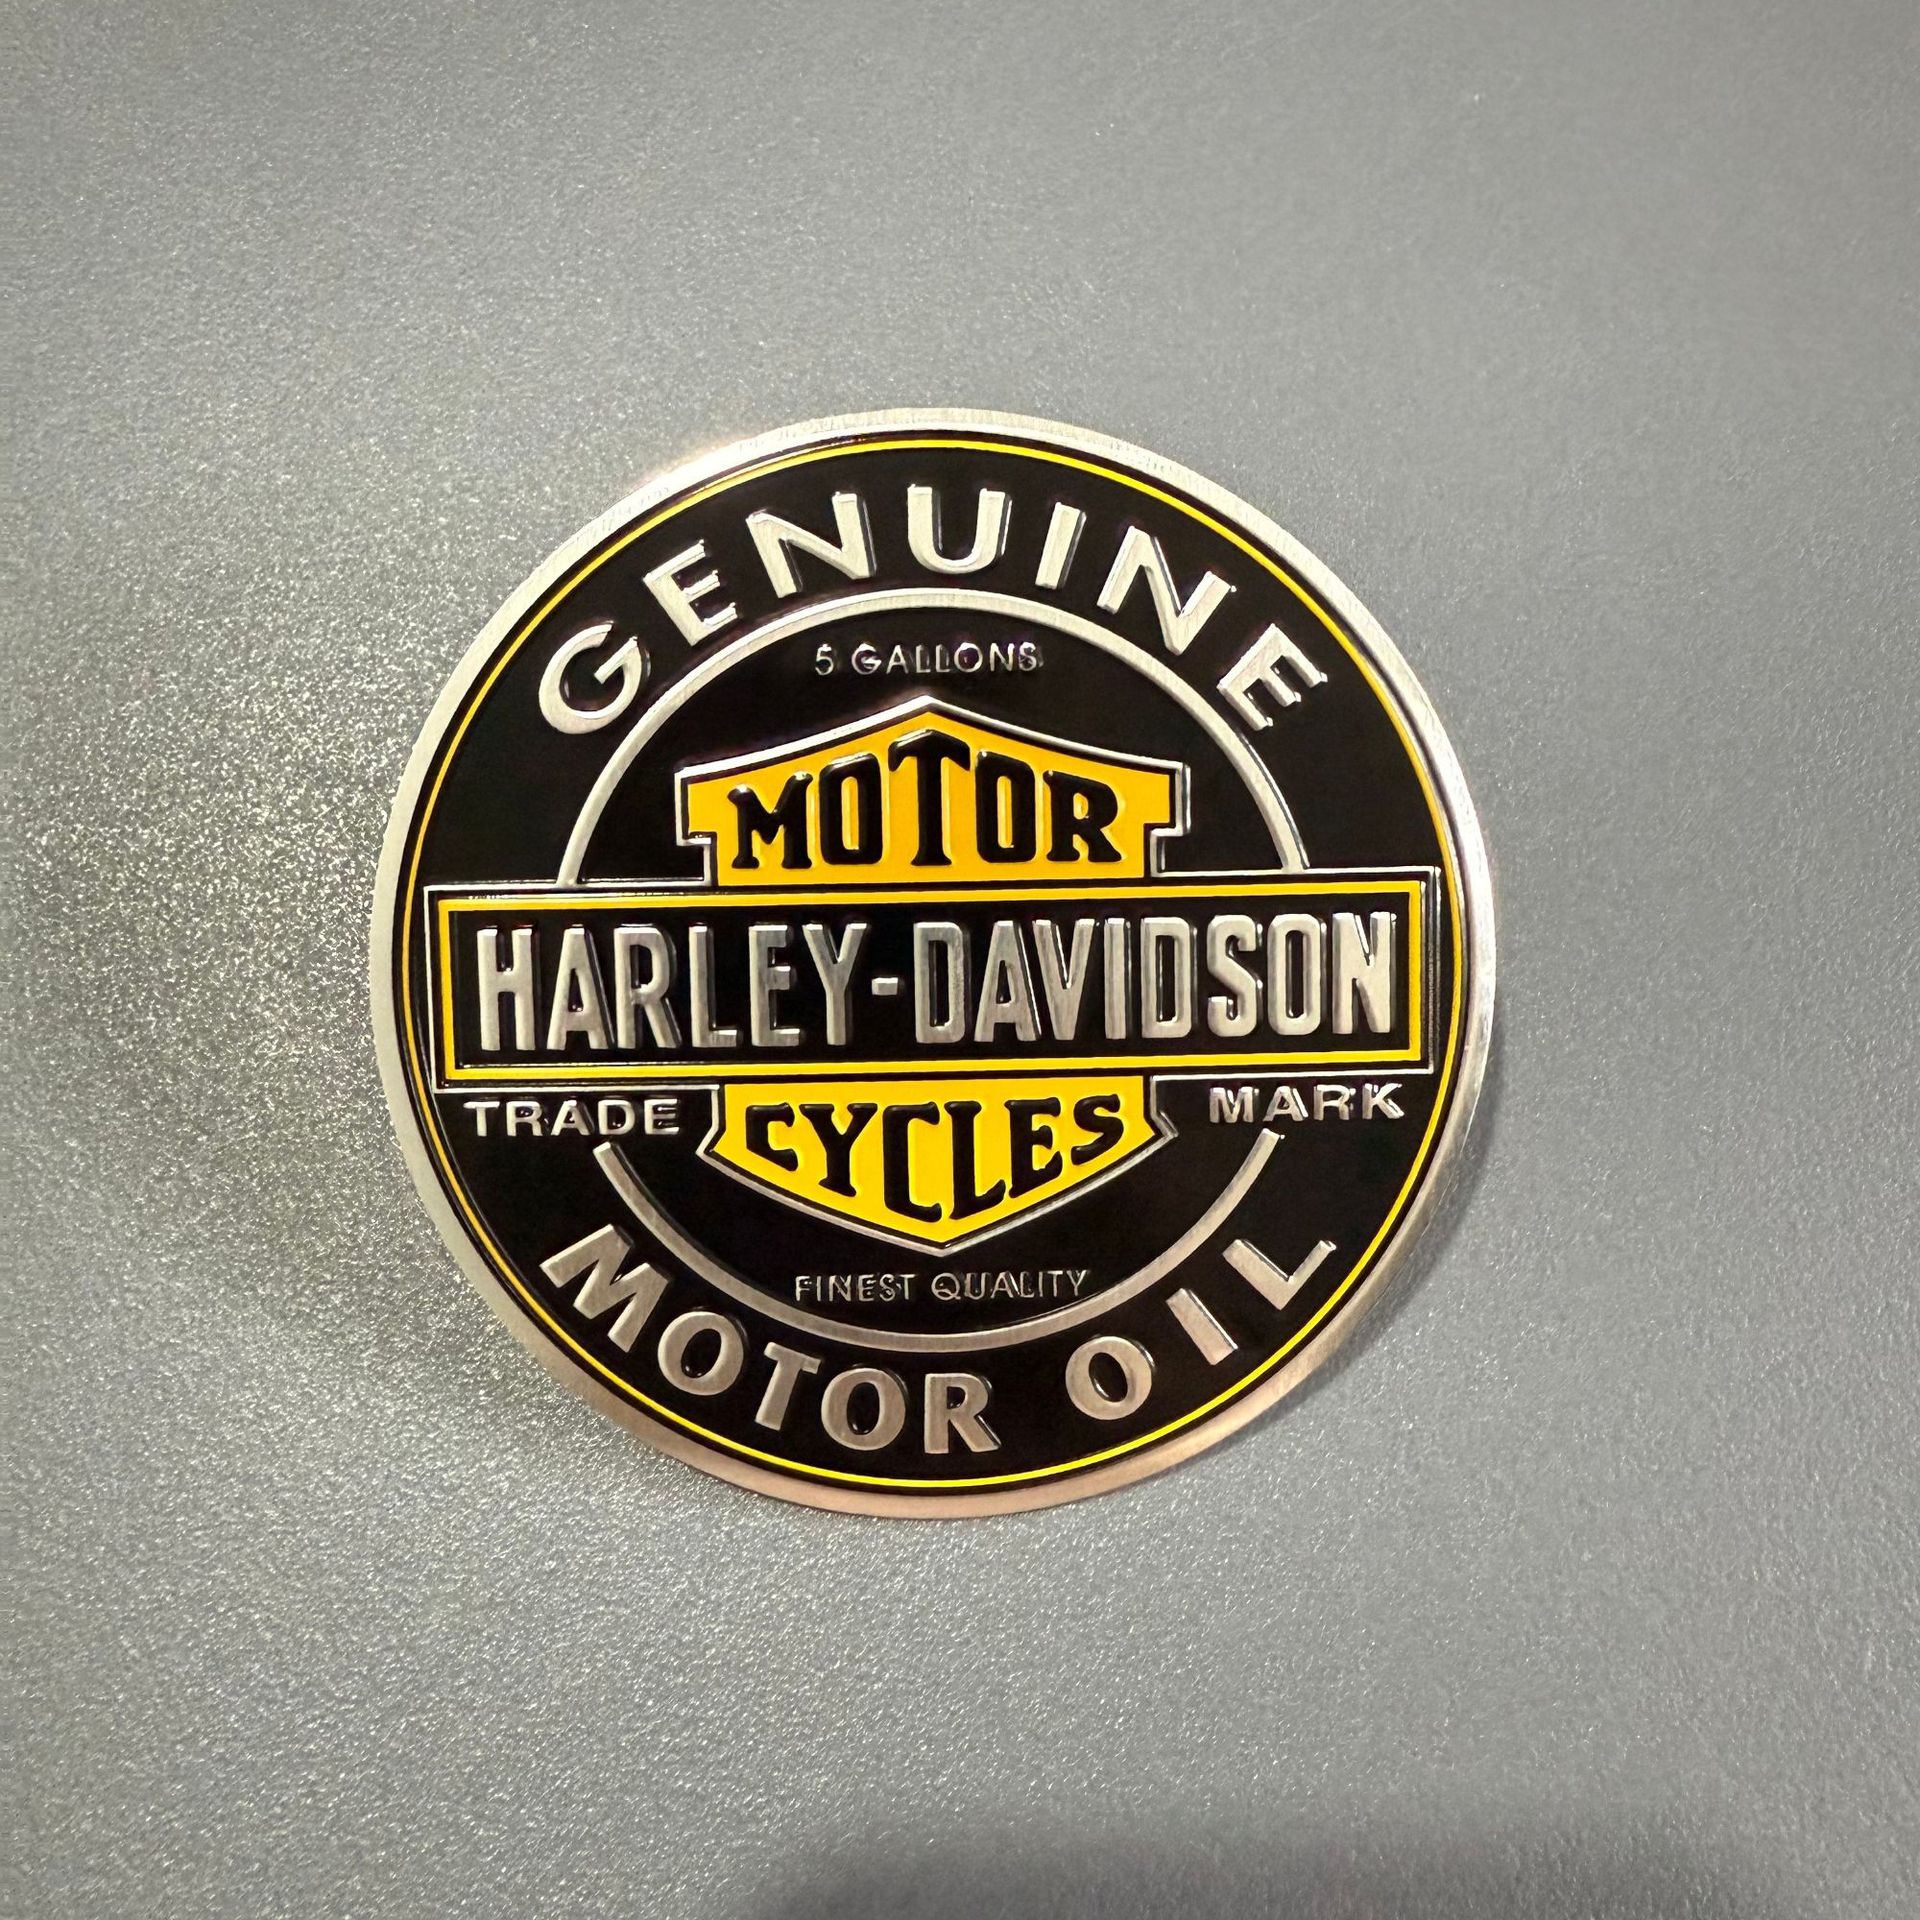 GENUINE
5 GALLONS
MOTOR
HARLEY-DAVIDSON
TRADE MARK
CYCLES
FINEST QUALITY
MOTOR OIL